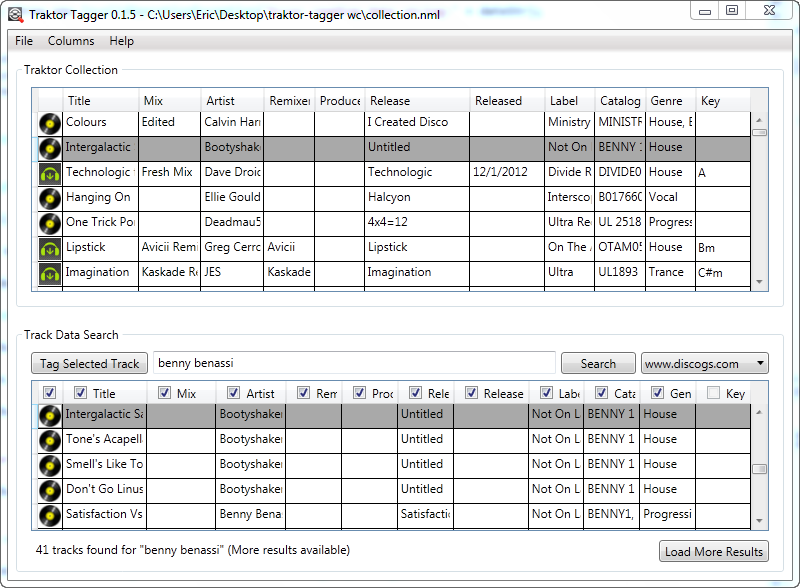 Traktor Tagger 0.1.5 - C:\Users\Eric\Desktop\traktor-tagger wc\collection.nml
File Columns Help
Traktor Collection
Title Mix Artist Remixer Produce Release Released Label Catalog Genre Key
Colours Edited Calvin Harr I Created Disco Ministry MINISTR House, E
Intergalactic Bootyshak Untitled Not On BENNY 1 House
Technologic Fresh Mix Dave Droid Technologic 12/1/2012 Divide R DIVIDE0 House A
Hanging On Ellie Gould Halcyon Intersco B017660 Vocal
One Trick Po Deadmau5 4x4=12 Ultra Rec UL 2518 Progress
Lipstick Avicii Remi Greg Cerro Avicii Lipstick On The OTAM05 House Bm
Imagination Kaskade Re JES Kaskade Imagination Ultra UL1893 Trance C#m
Track Data Search
Tag Selected Track benny benassi Search www.discogs.com
Title Mix Artist Rem Proc Rele Release Labe Cata Gen Key
Intergalactic Sa Bootyshaker Untitled Not On L BENNY 1 House
Tone's Acapell Bootyshaker Untitled Not On L BENNY 1 House
Smell's Like To Bootyshaker Untitled Not On L BENNY 1 House
Don't Go Linus Bootyshaker Untitled Not On L BENNY 1 House
Satisfaction Vs Benny Bena Satisfactic Not On L BENNY1, Progressi
41 tracks found for "benny benassi" (More results available)
Load More Results